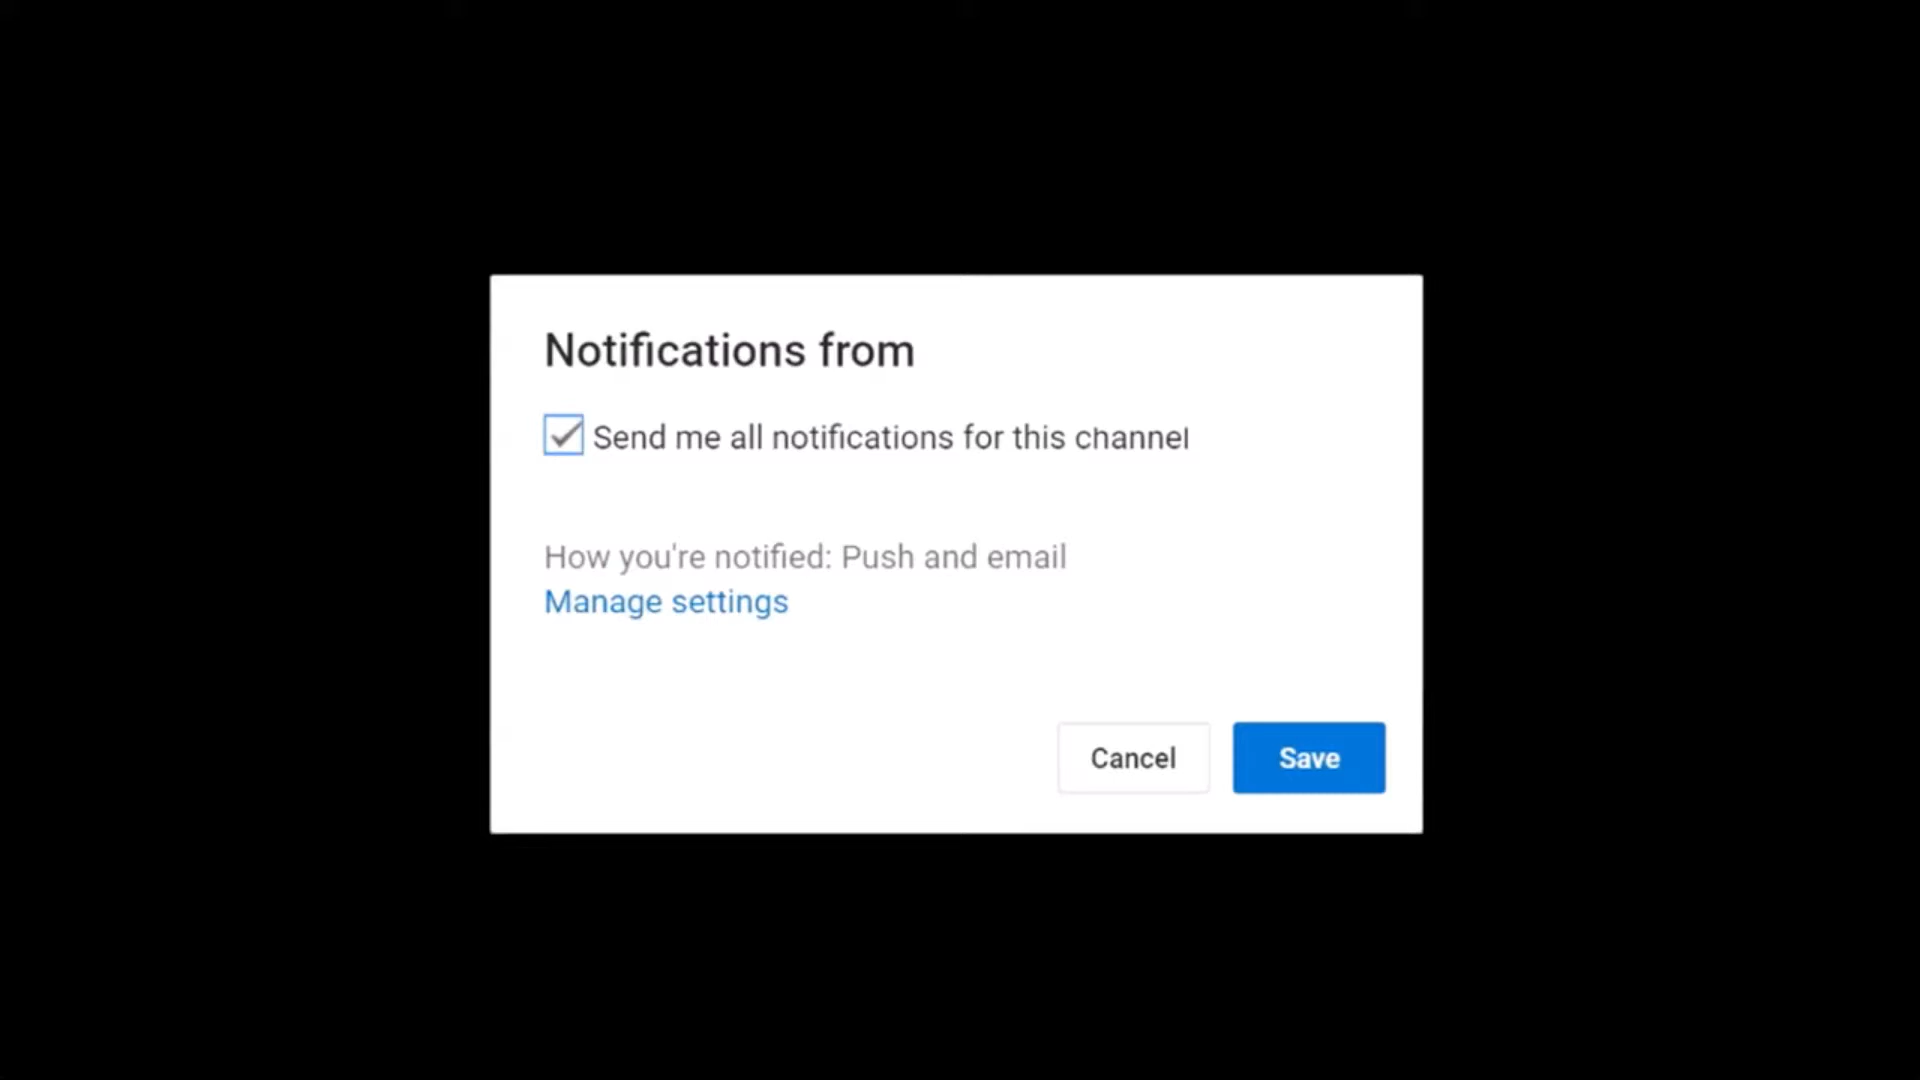 Notifications from
Send me all notifications for this channel
How you're notified: Push and email
Manage settings
Cancel
Save